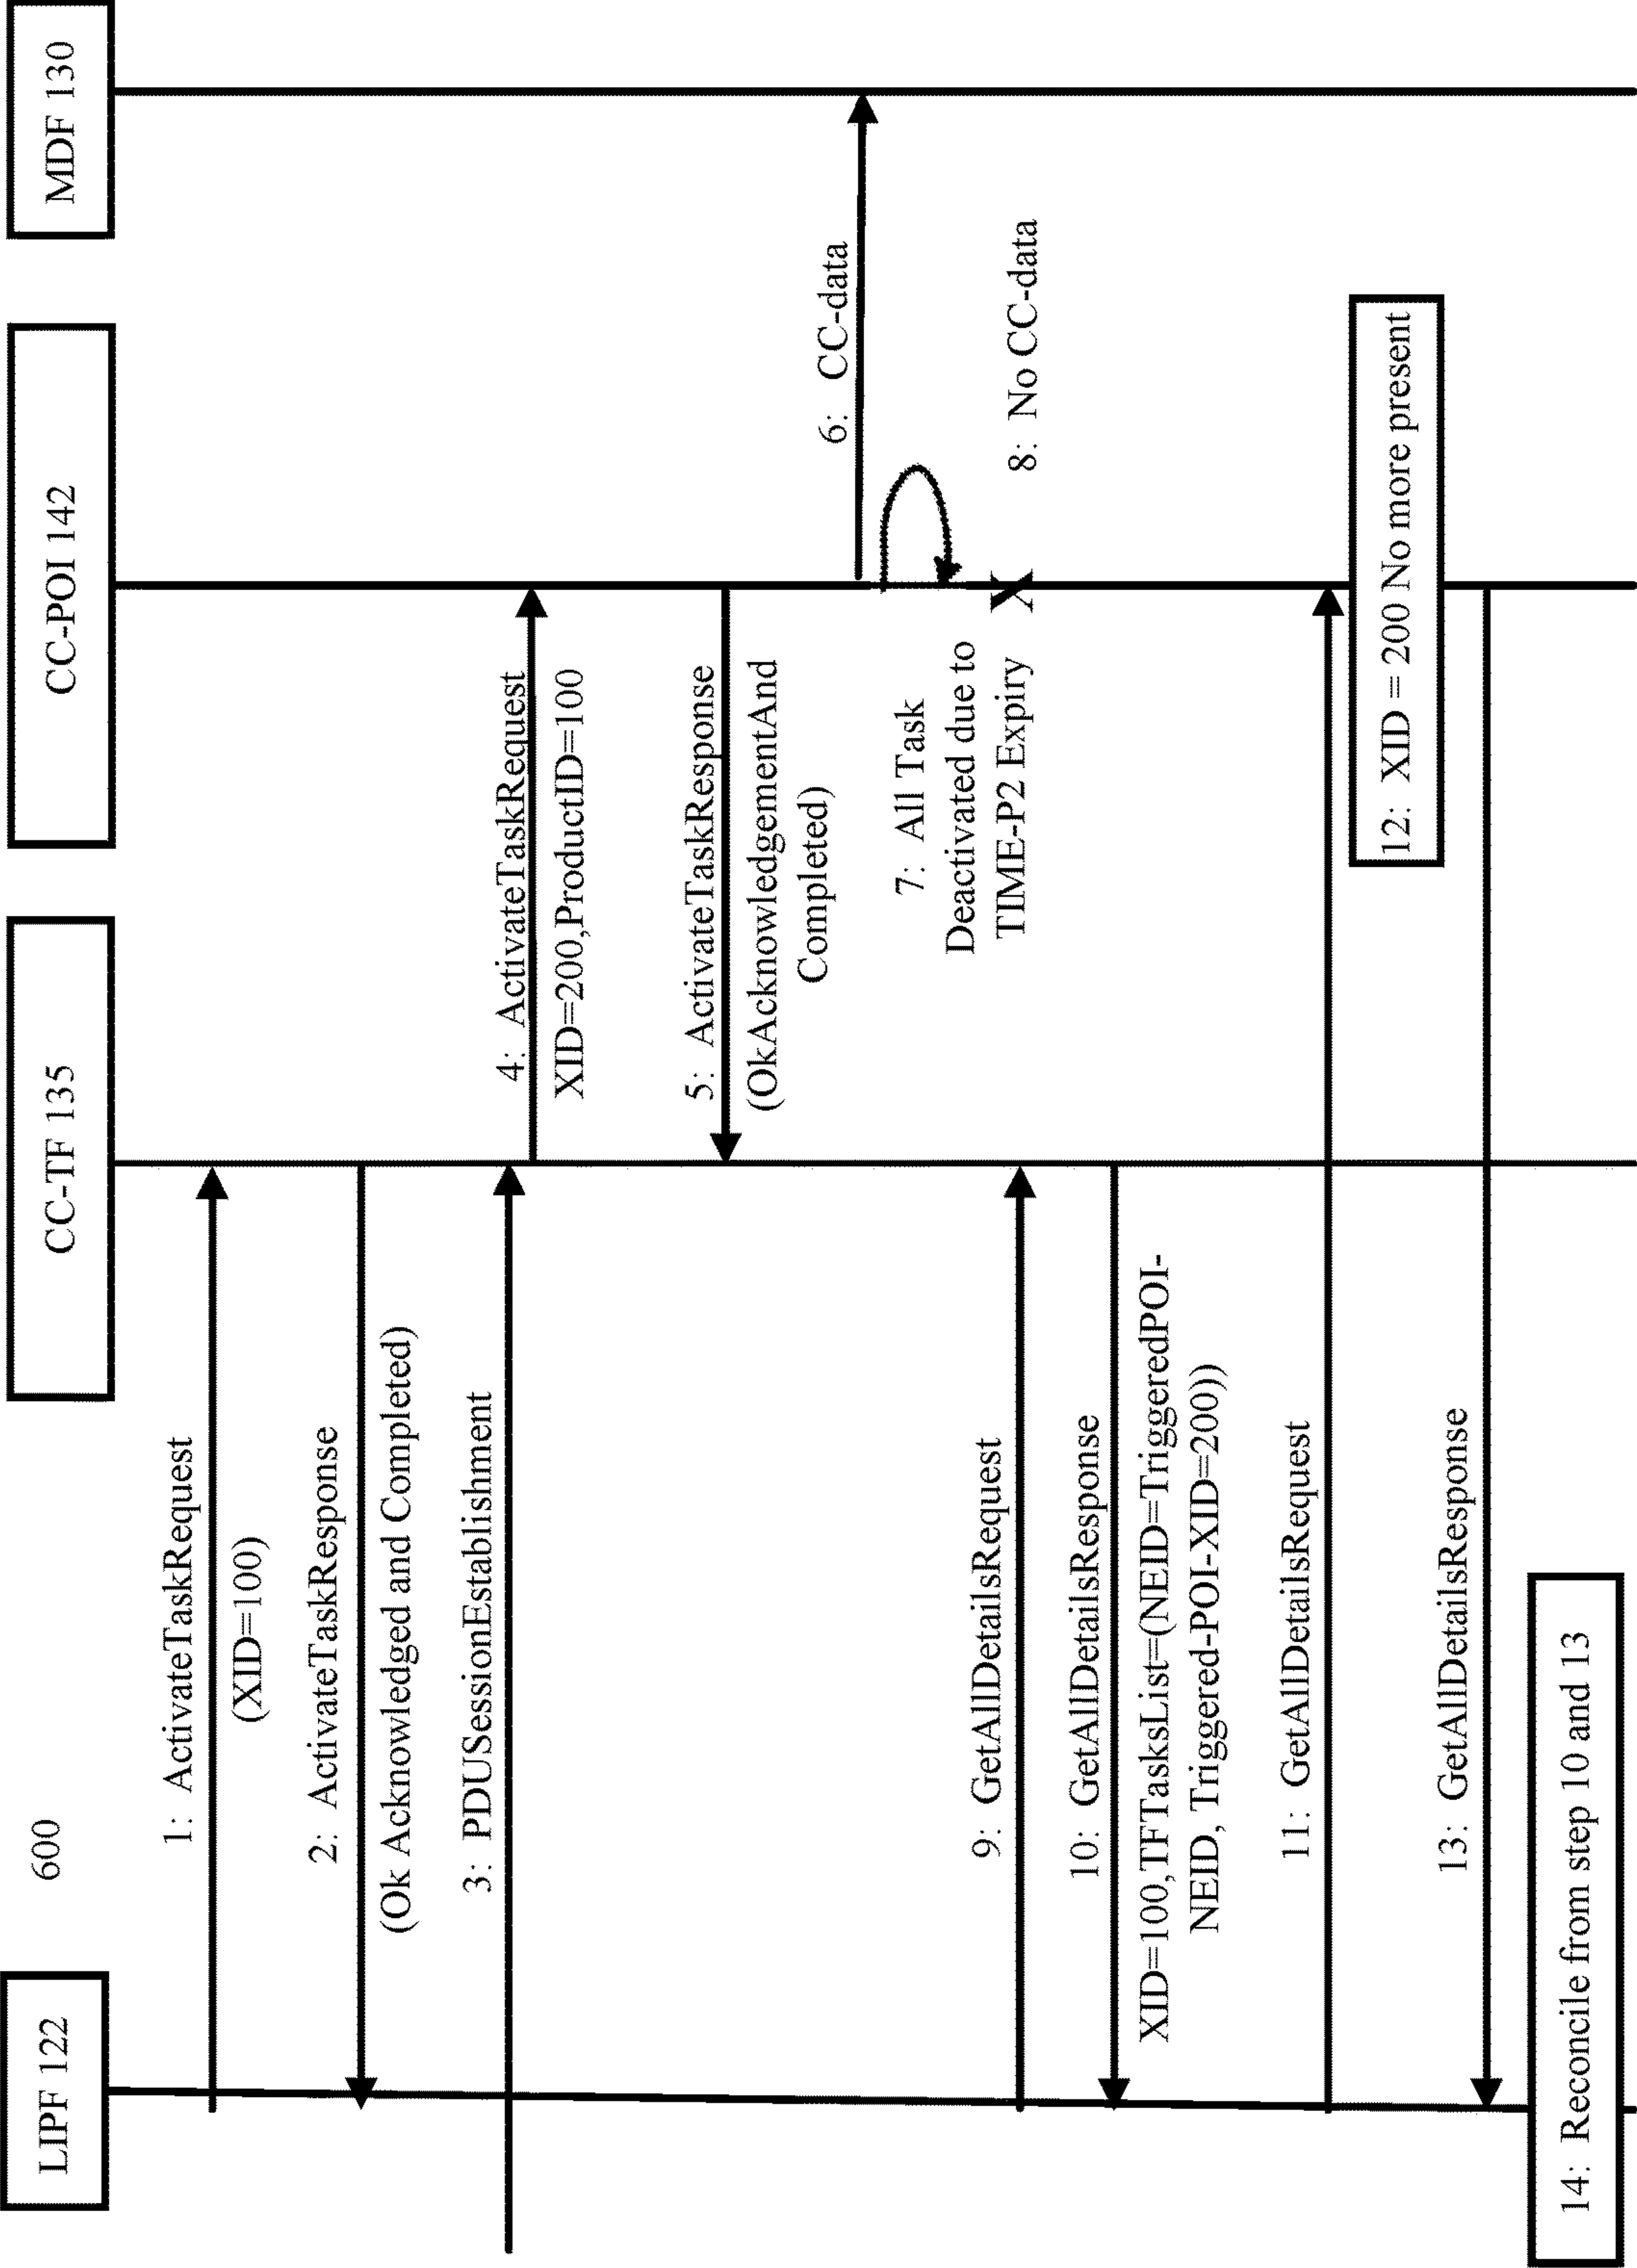 600
LIPF 122
CC-TF 135
CC-POI 142
MDF 130
1: ActivateTaskRequest
(XID=100)
2: ActivateTaskResponse
(Ok Acknowledged and Completed)
3: PDUSessionEstablishment
4: ActivateTaskRequest
XID=200,ProductID=100
5: ActivateTaskResponse
(OkAcknowledgementAnd
Completed)
6: CC-data
7: All Task
Deactivated due to
TIME-P2 Expiry
8: No CC-data
X
9: GetAllDetailsRequest
10: GetAllDetailsResponse
XID=100,TFTasksList=(NEID=TriggeredPOI-
NEID, Triggered-POI-XID=200))
11: GetAllDetailsRequest
12: XID = 200 No more present
13: GetAllDetailsResponse
14: Reconcile from step 10 and 13